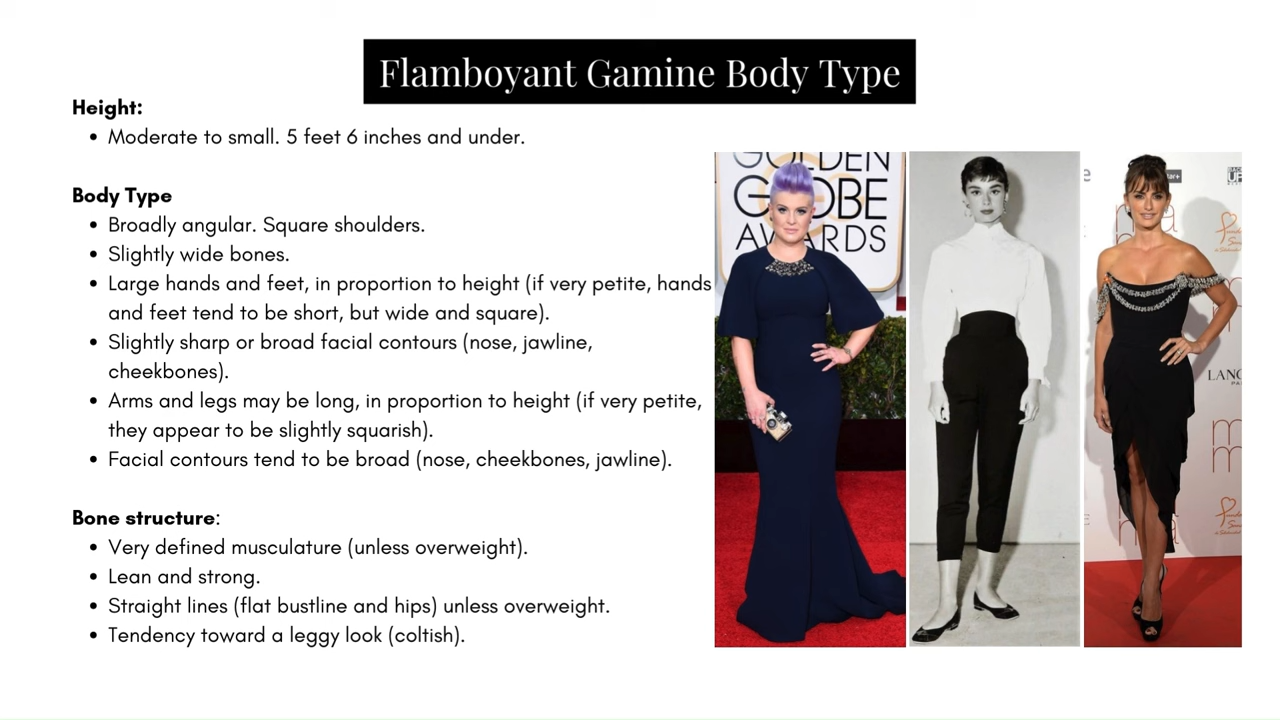 Flamboyant Gamine Body Type
Height:
• Moderate to small. 5 feet 6 inches and under.
Body Type
• Broadly angular. Square shoulders.
• Slightly wide bones.
• Large hands and feet, in proportion to height (if very petite, hands
and feet tend to be short, but wide and square).
• Slightly sharp or broad facial contours (nose, jawline,
cheekbones).
• Arms and legs may be long, in proportion to height (if very petite,
they appear to be slightly squarish).
• Facial contours tend to be broad (nose, cheekbones, jawline).
Bone structure:
• Very defined musculature (unless overweight).
• Lean and strong.
• Straight lines (flat bustline and hips) unless overweight.
• Tendency toward a leggy look (coltish).
GOLDEN
GLOBE
AWARDS